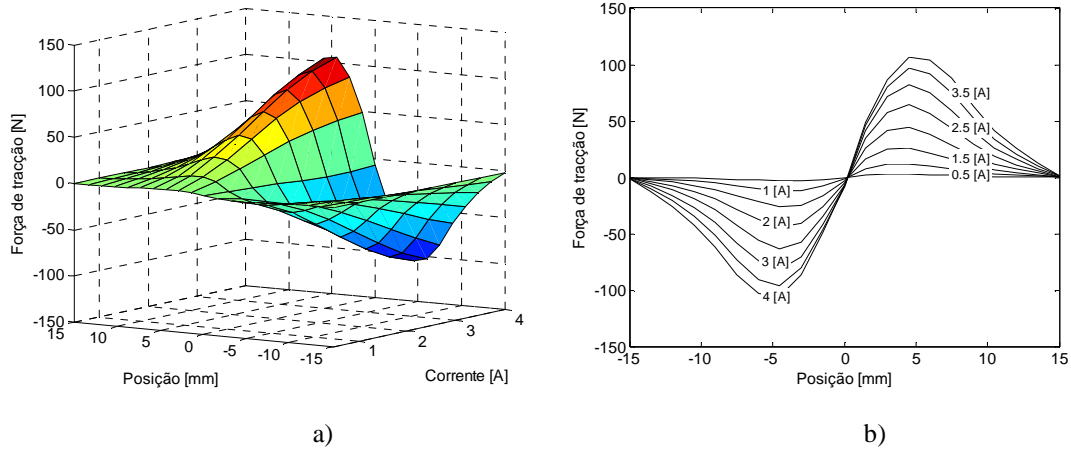 150
100
50
0
-50
-100
-150
Força de tracção [N]
15
10
5
0
-5
-10
-15
Posição [mm]
1
2
3
4
Corrente [A]
a)
150
100
50
0
-50
-100
-150
Força de tracção [N]
3.5 [A]
2.5 [A]
1.5 [A]
0.5 [A]
1 [A]
2 [A]
3 [A]
4 [A]
-15
-10
-5
0
5
10
15
Posição [mm]
b)